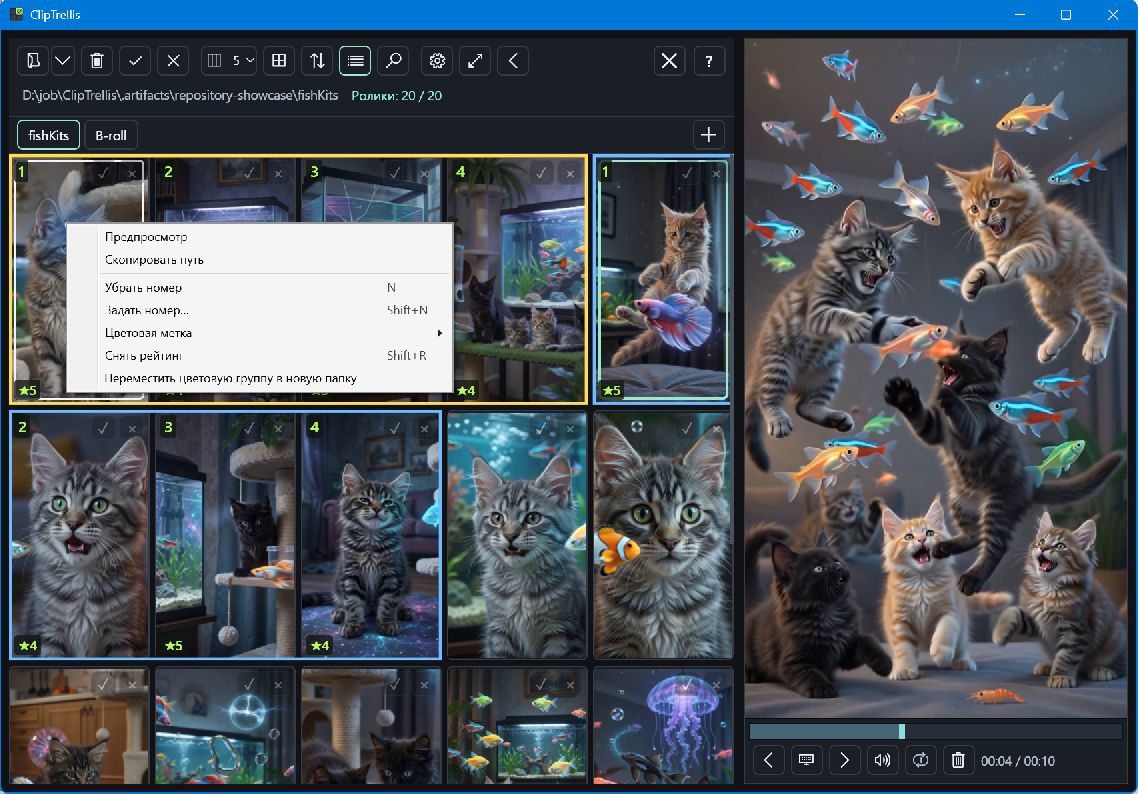 ClipTrellis
5
?
D:\job\ClipTrellis\.artifacts\repository-showcase\fishKits Ролики: 20 / 20
fishKits B-roll
1 2 3 4 1
Предпросмотр
Скопировать путь
Убрать номер N
Задать номер... Shift+N
Цветовая метка
Снять рейтинг Shift+R
Переместить цветовую группу в новую папку
★5 ★4 ★5
2 3 4
★4 ★5 ★4
00:04 / 00:10